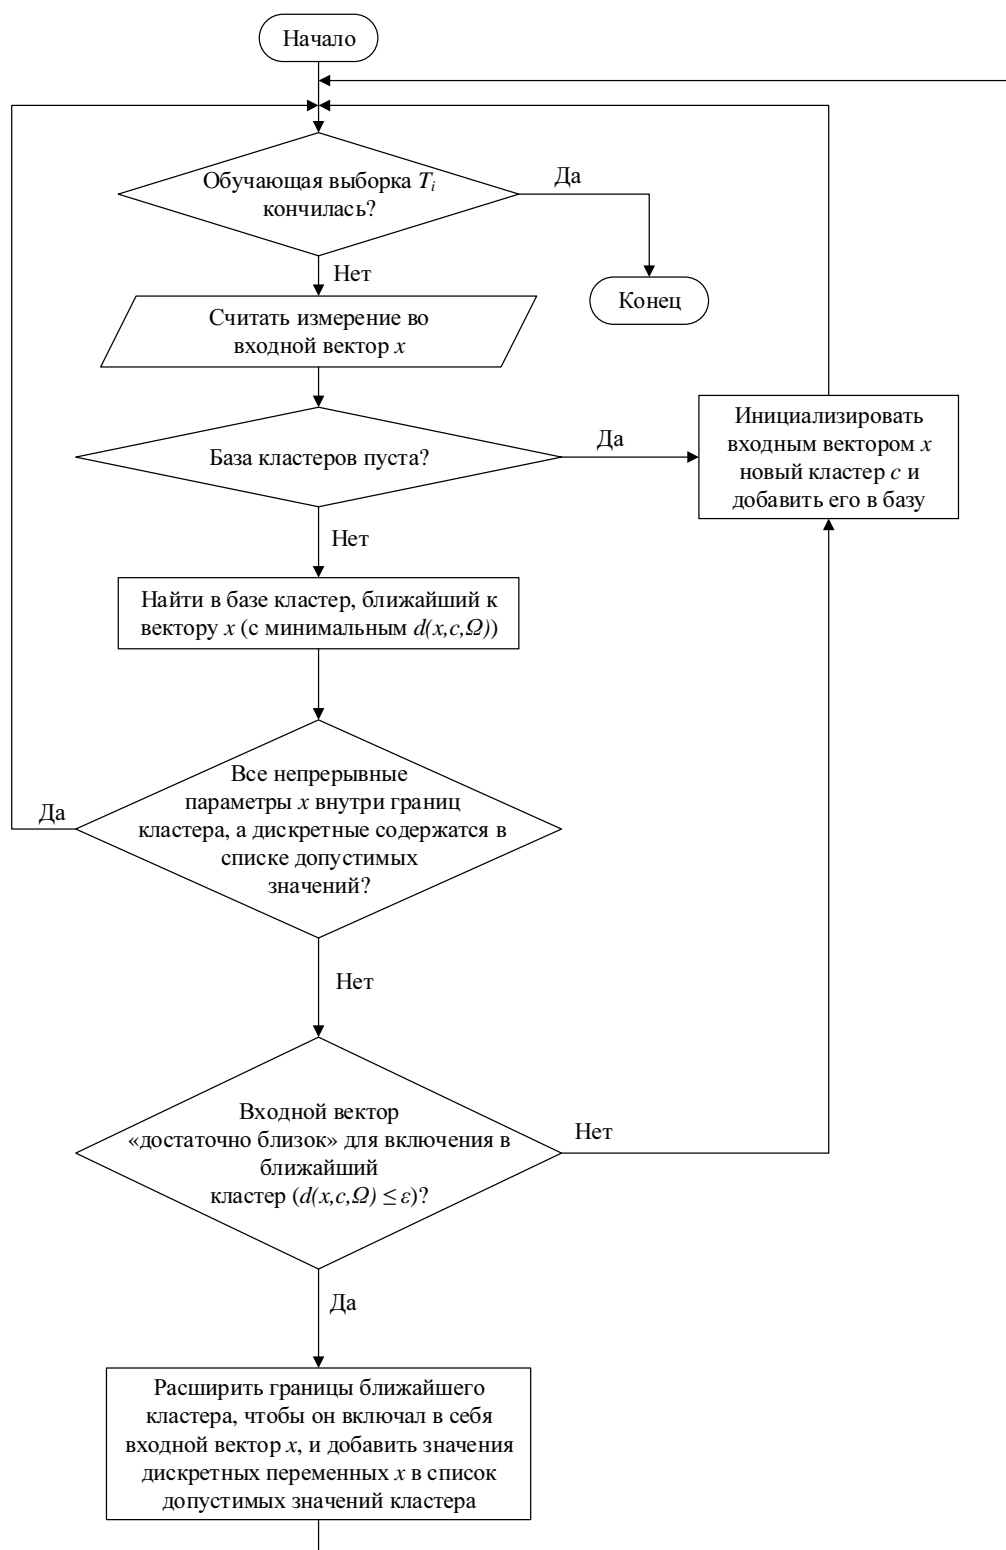 Начало
Обучающая выборка Ti
кончилась?
Да
Нет
Конец
Считать измерение во
входной вектор x
База кластеров пуста?
Да
Инициализировать
входным вектором x
новый кластер c и
добавить его в базу
Нет
Найти в базе кластер, ближайший к
вектору x (с минимальным d(x,c,Ω))
Все непрерывные
параметры x внутри границ
кластера, а дискретные содержатся в
списке допустимых
значений?
Да
Нет
Входной вектор
«достаточно близок» для включения в
ближайший
кластер (d(x,c,Ω) ≤ ε)?
Нет
Да
Расширить границы ближайшего
кластера, чтобы он включал в себя
входной вектор x, и добавить значения
дискретных переменных x в список
допустимых значений кластера